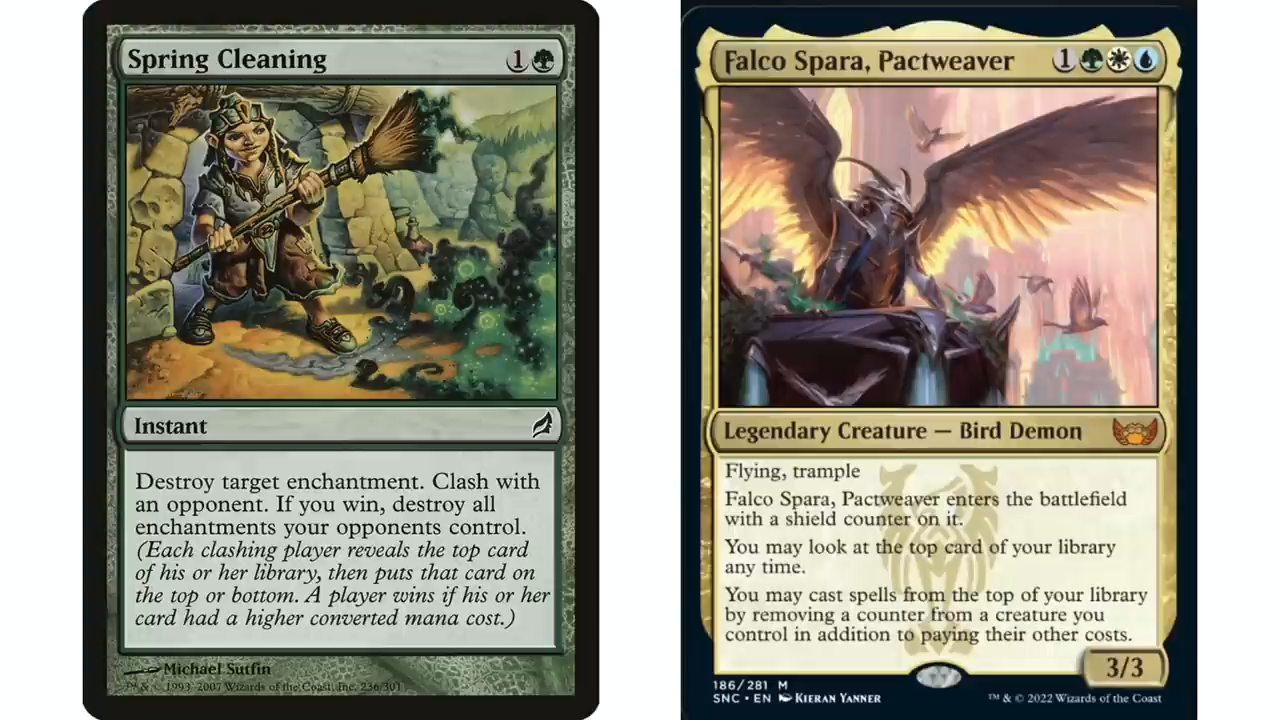 Spring Cleaning 1
Instant
Destroy target enchantment. Clash with
an opponent. If you win, destroy all
enchantments your opponents control.
(Each clashing player reveals the top card
of his or her library, then puts that card on
the top or bottom. A player wins if his or her
card had a higher converted mana cost.)
Michael Sutfin
™ & © 1993-2007 Wizards of the Coast, Inc. 236/301
Falco Spara, Pactweaver 1
Legendary Creature — Bird Demon
Flying, trample
Falco Spara, Pactweaver enters the battlefield
with a shield counter on it.
You may look at the top card of your library
any time.
You may cast spells from the top of your library
by removing a counter from a creature you
control in addition to paying their other costs.
3/3
186/281 M
SNC • EN Kieran Yanner
™ & © 2022 Wizards of the Coast